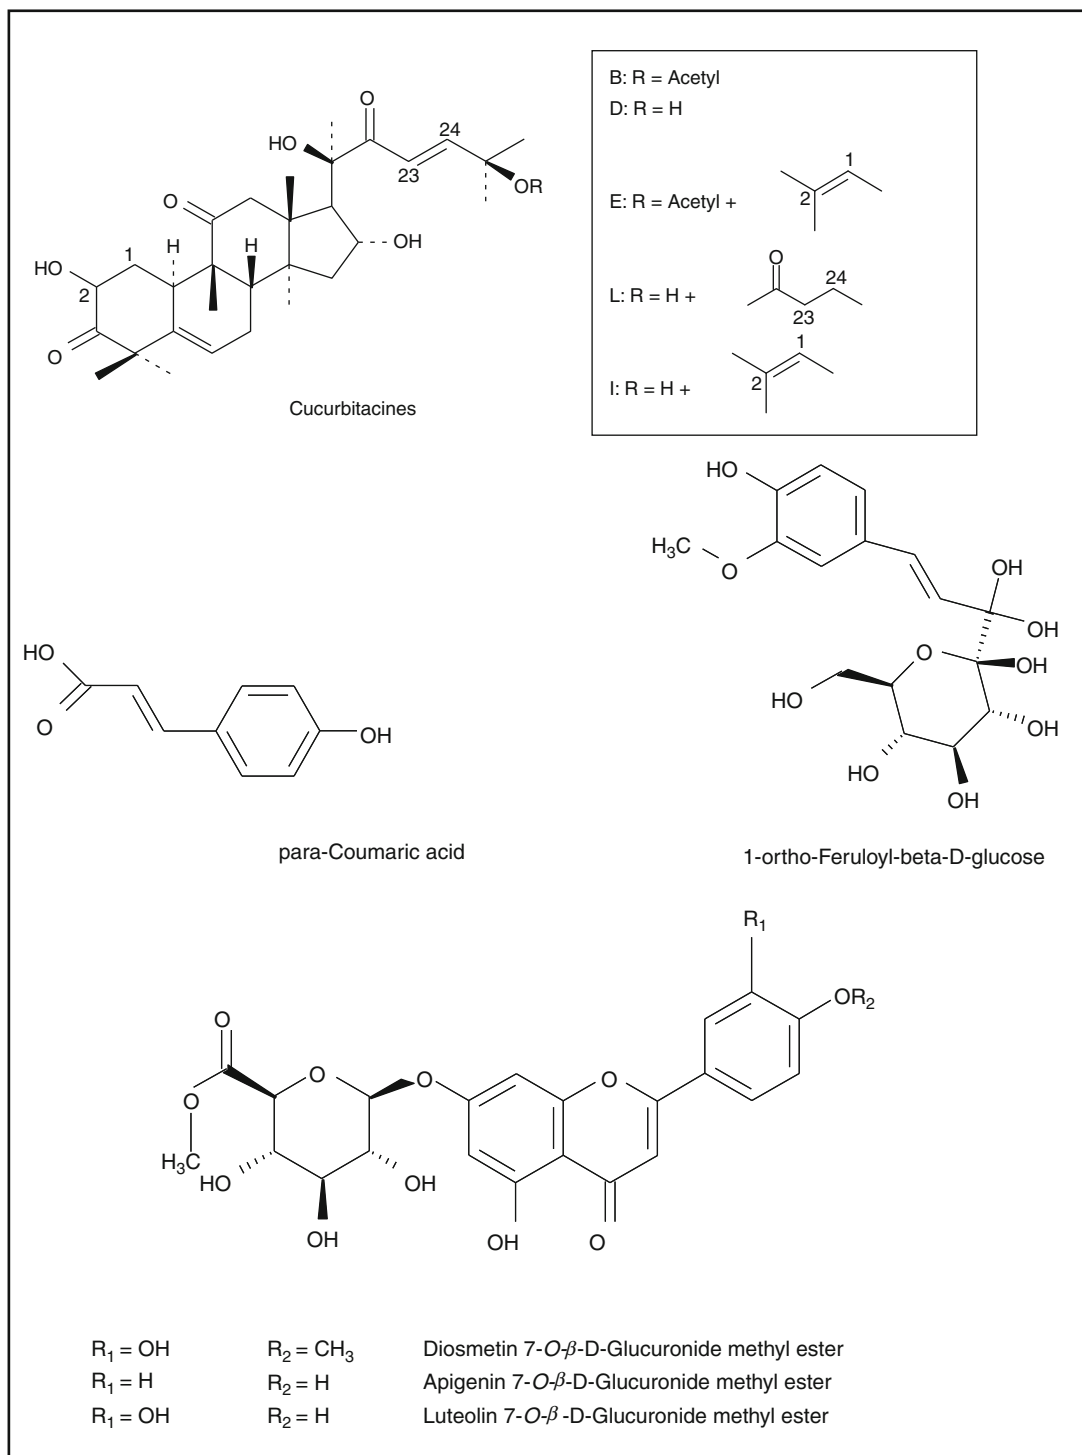 O
HO
24
23
OR
O
H
H
OH
1
HO
2
O
Cucurbitacines
B: R = Acetyl
D: R = H
E: R = Acetyl +
1
2
O
L: R = H +
24
23
1
I: R = H +
2
HO
H₃C
O
OH
OH
O
OH
HO
OH
HO
OH
1-ortho-Feruloyl-beta-D-glucose
HO
O
OH
para-Coumaric acid
R₁
OR₂
O
O
O
O
O
H₃C
HO
OH
OH
OH
O
R₁ = OH R₂ = CH₃ Diosmetin 7-O-β-D-Glucuronide methyl ester
R₁ = H R₂ = H Apigenin 7-O-β-D-Glucuronide methyl ester
R₁ = OH R₂ = H Luteolin 7-O-β -D-Glucuronide methyl ester